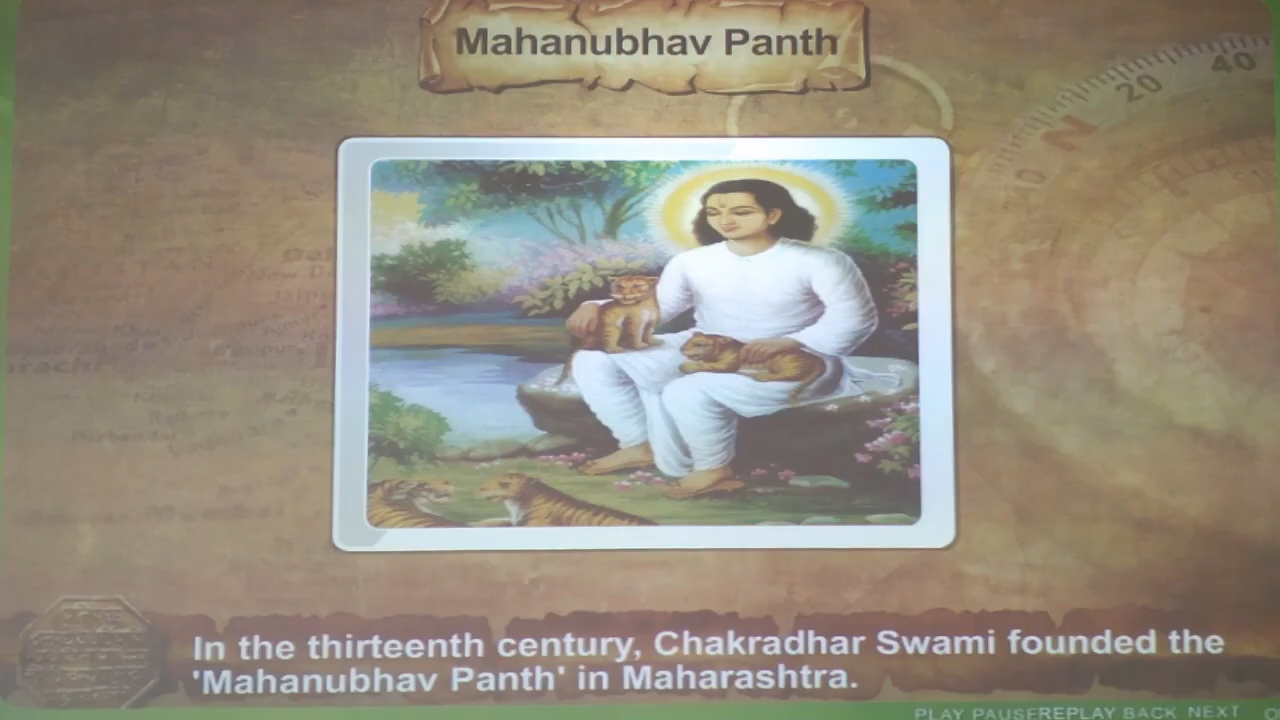 Mahanubhav Panth
40
20
N
In the thirteenth century, Chakradhar Swami founded the
'Mahanubhav Panth' in Maharashtra.
PLAY PAUSE REPLAY BACK NEXT